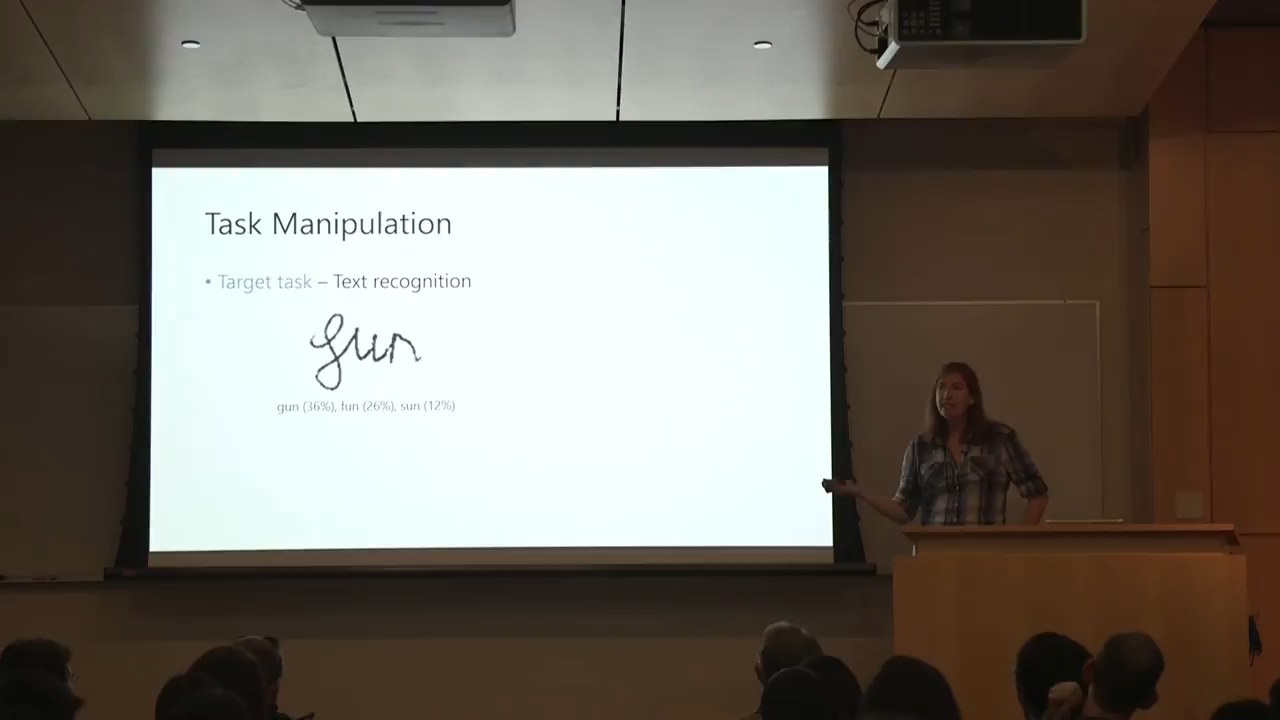 Task Manipulation
• Target task – Text recognition
gun (36%), fun (26%), sun (12%)